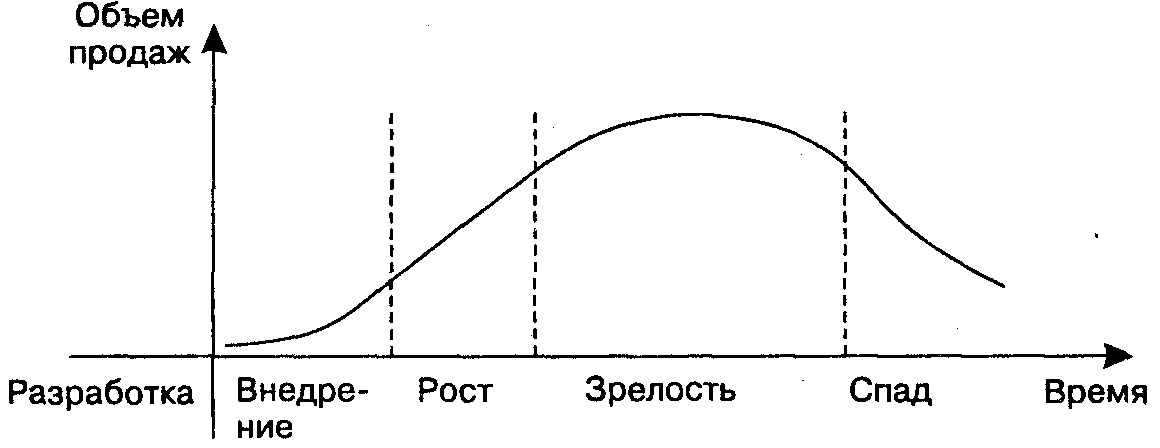 Объем
продаж
Разработка
Внедре-
ние
Рост
Зрелость
Спад
Время